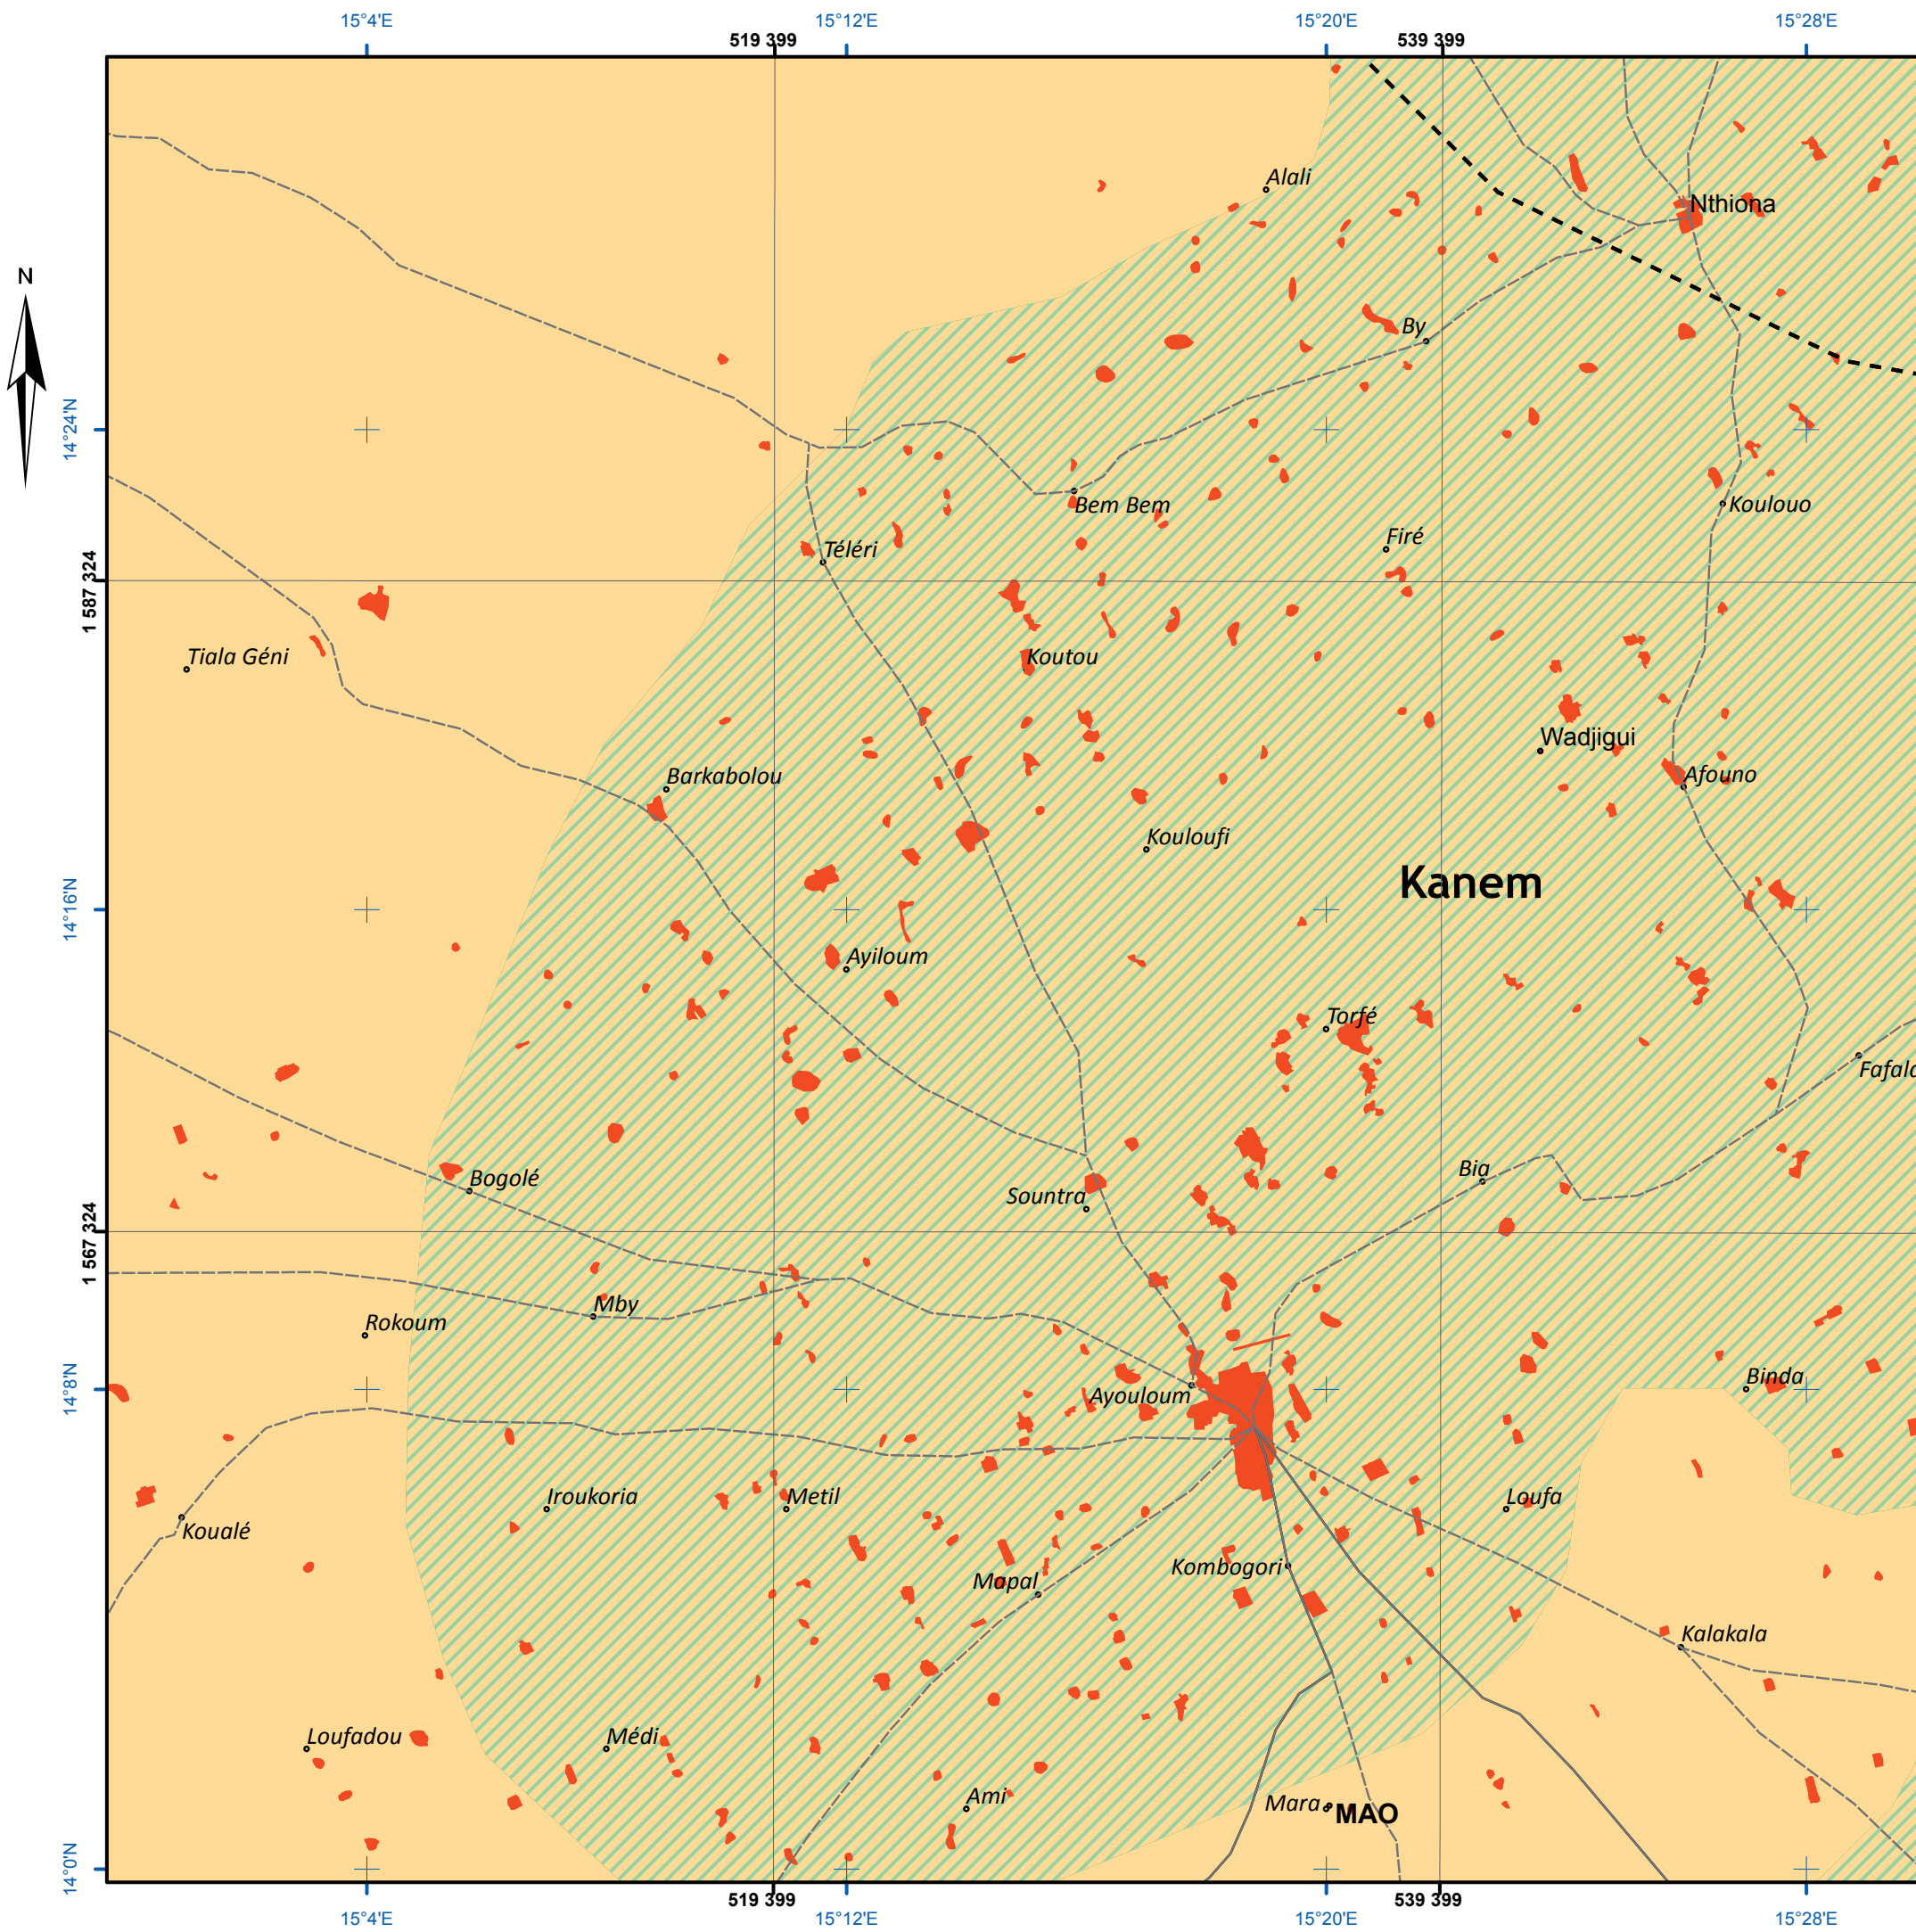 15°4'E
15°12'E
15°20'E
15°28'E
519 399
539 399
Alali
Nthiona
N
By
14°24'N
Bem Bem
Koulouo
Téléri
Firé
1 587 324
Tiala Géni
Koutou
Wadjigui
Barkabolou
Afouno
Kouloufi
Kanem
14°16'N
Ayiloum
Torfé
Bia
Bogolé
Sountra
1 567 324
Mby
Rokoum
14°8'N
Ayouloum
Binda
Iroukoria
Metil
Loufa
Koualé
Kombogori
Mapal
Kalakala
Loufadou
Médi
Ami
Mara
MAO
14°0'N
519 399
539 399
15°4'E
15°12'E
15°20'E
15°28'E